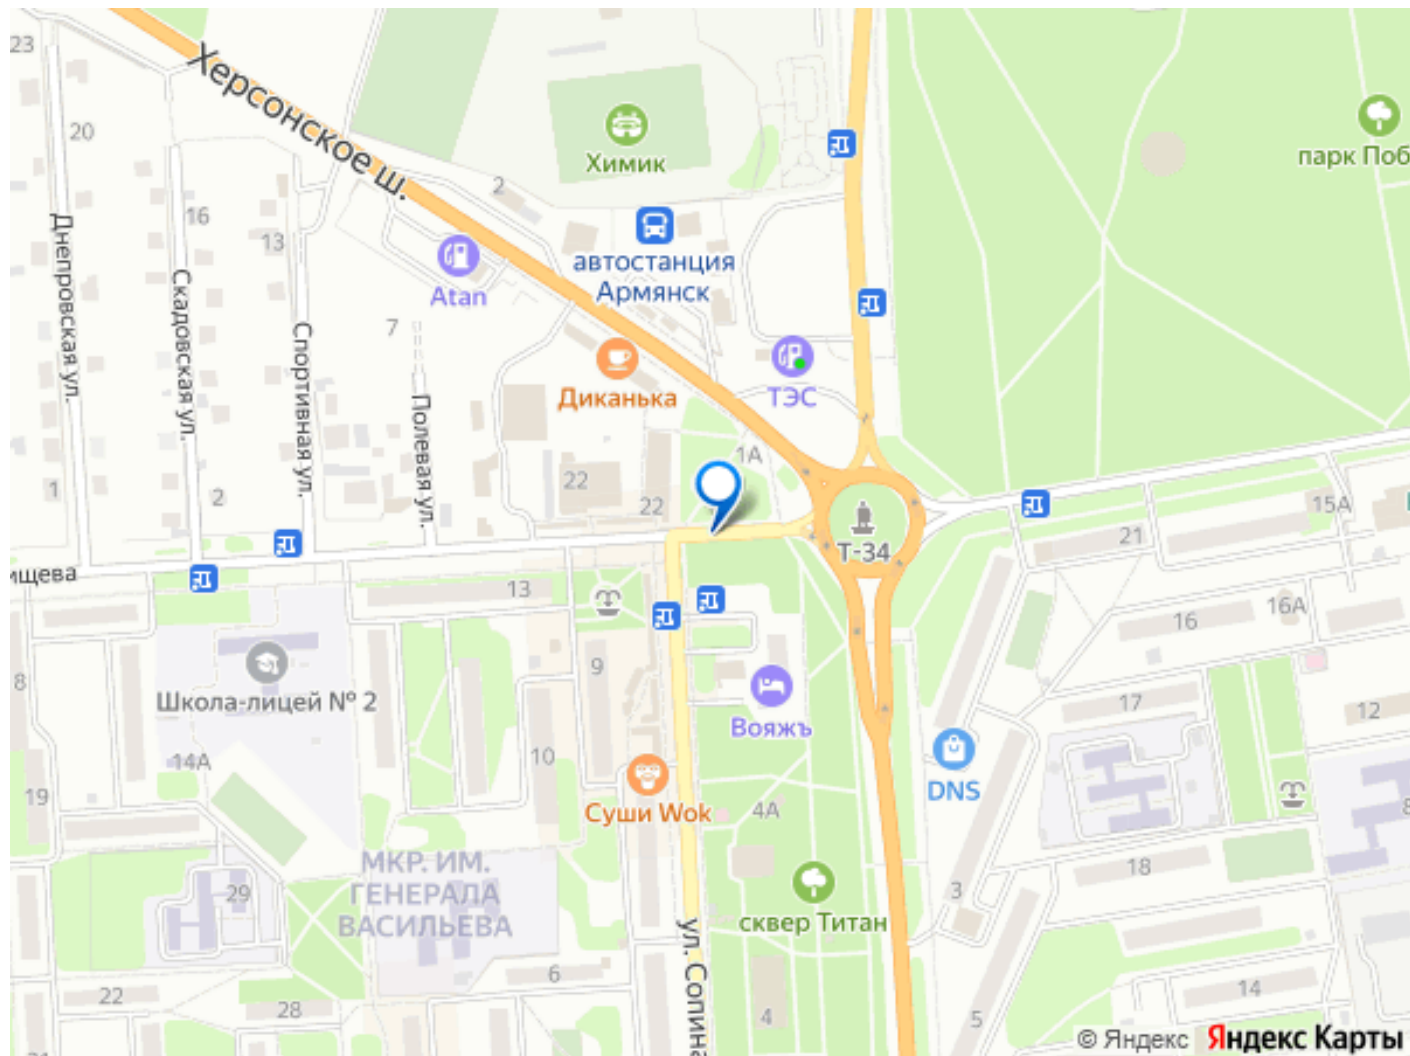 23
Херсонское ш.
20
Химик
парк Поб
2
16
13
Днепровская ул.
Скадовская ул.
Спортивная ул.
Полевая ул.
автостанция
Армянск
Atan
7
Диканька
ТЭС
1А
1
2
22
22
Т-34
15А
21
ищева
13
16
16А
8
9
Школа-лицей № 2
Вояжъ
17
12
14А
10
DNS
19
Суши Wok
4А
8
МКР. ИМ.
ГЕНЕРАЛА
ВАСИЛЬЕВА
29
18
3
сквер Титан
ул. Сопина
6
22
28
4
5
14
© Яндекс Яндекс Карты